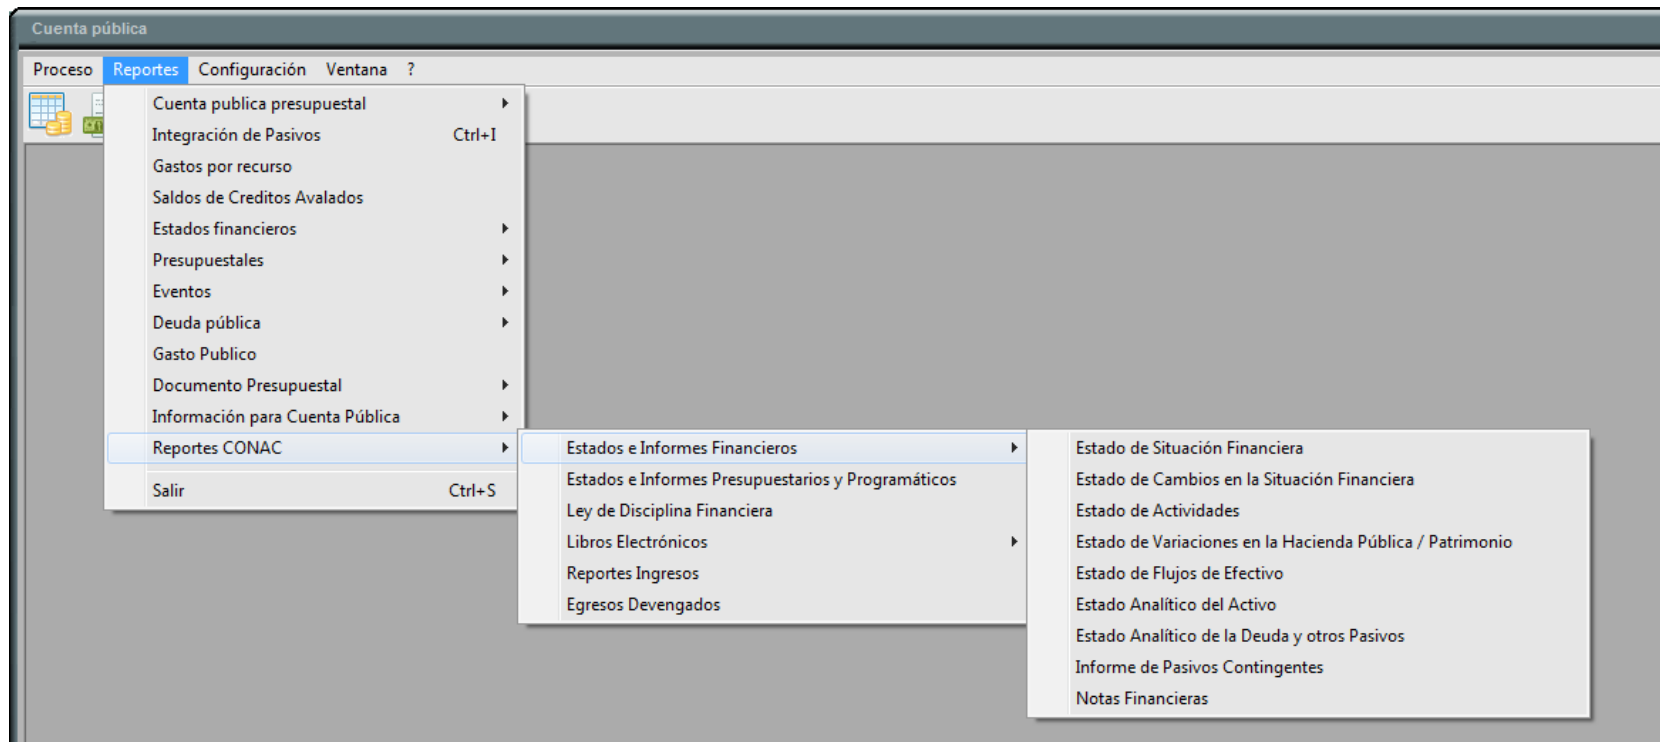 Cuenta pública
Proceso Reportes Configuración Ventana ?
Cuenta publica presupuestal
Integración de Pasivos Ctrl+I
Gastos por recurso
Saldos de Creditos Avalados
Estados financieros
Presupuestales
Eventos
Deuda pública
Gasto Publico
Documento Presupuestal
Información para Cuenta Pública
Reportes CONAC
Salir Ctrl+S
Estados e Informes Financieros
Estados e Informes Presupuestarios y Programáticos
Ley de Disciplina Financiera
Libros Electrónicos
Reportes Ingresos
Egresos Devengados
Estado de Situación Financiera
Estado de Cambios en la Situación Financiera
Estado de Actividades
Estado de Variaciones en la Hacienda Pública / Patrimonio
Estado de Flujos de Efectivo
Estado Analítico del Activo
Estado Analítico de la Deuda y otros Pasivos
Informe de Pasivos Contingentes
Notas Financieras